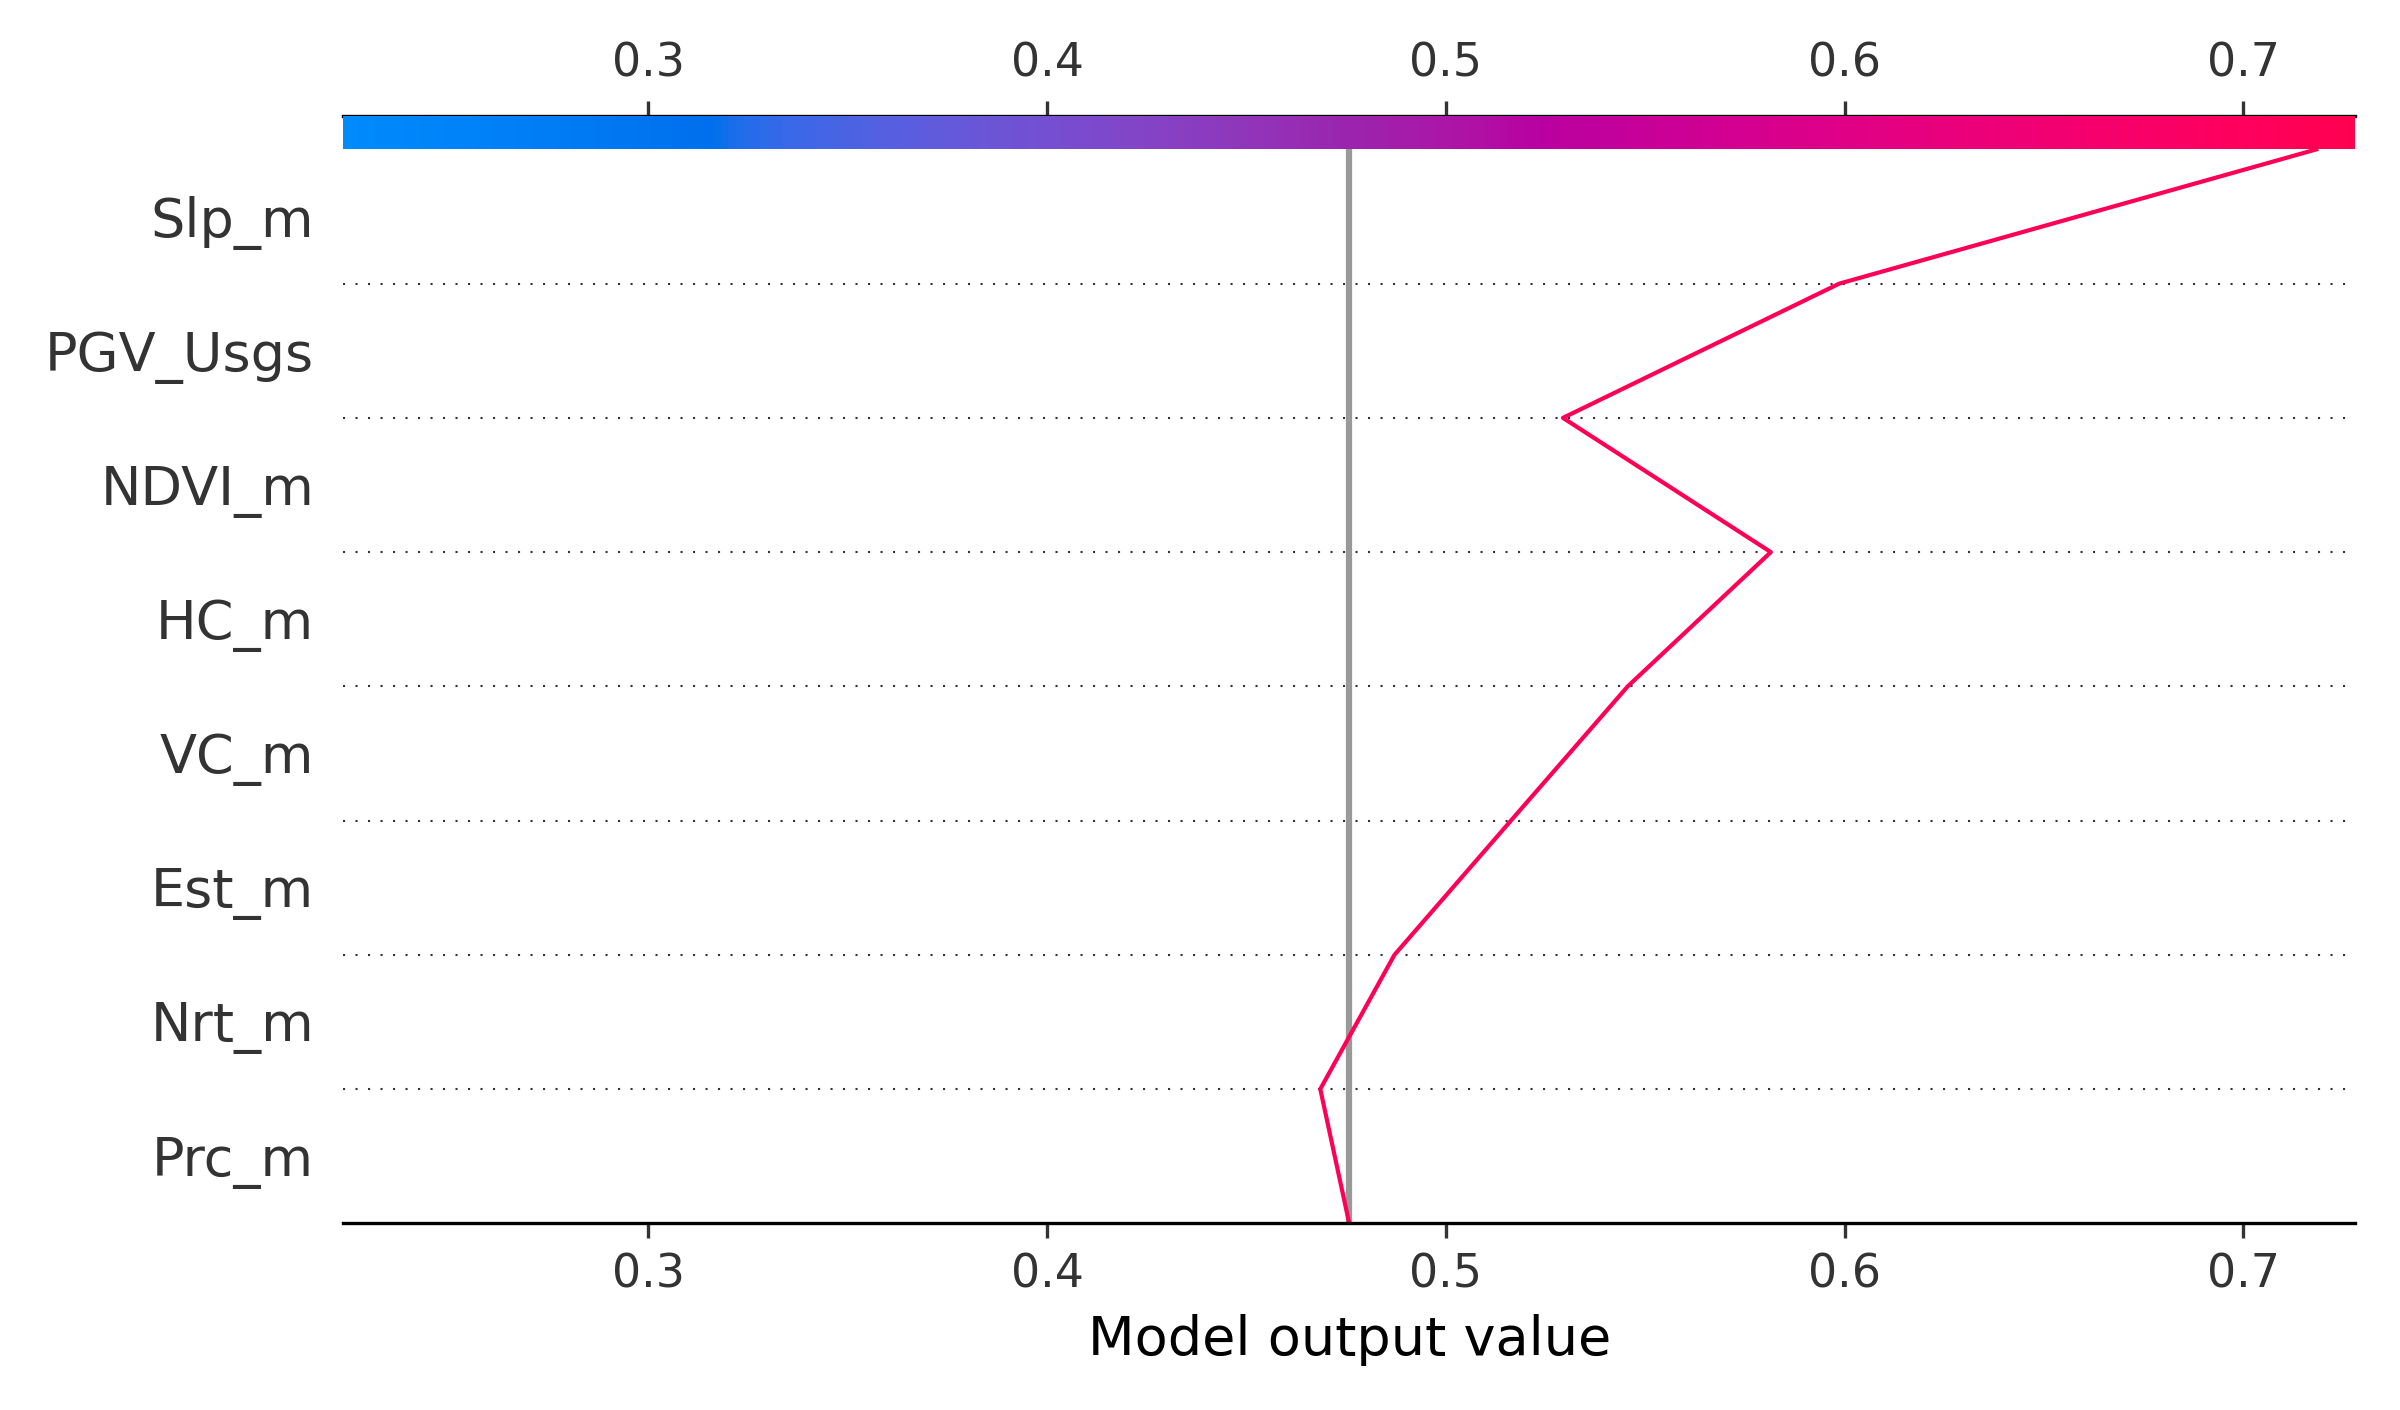 0.3 0.4 0.5 0.6 0.7
Slp_m
PGV_Usgs
NDVI_m
HC_m
VC_m
Est_m
Nrt_m
Prc_m
0.3 0.4 0.5 0.6 0.7
Model output value